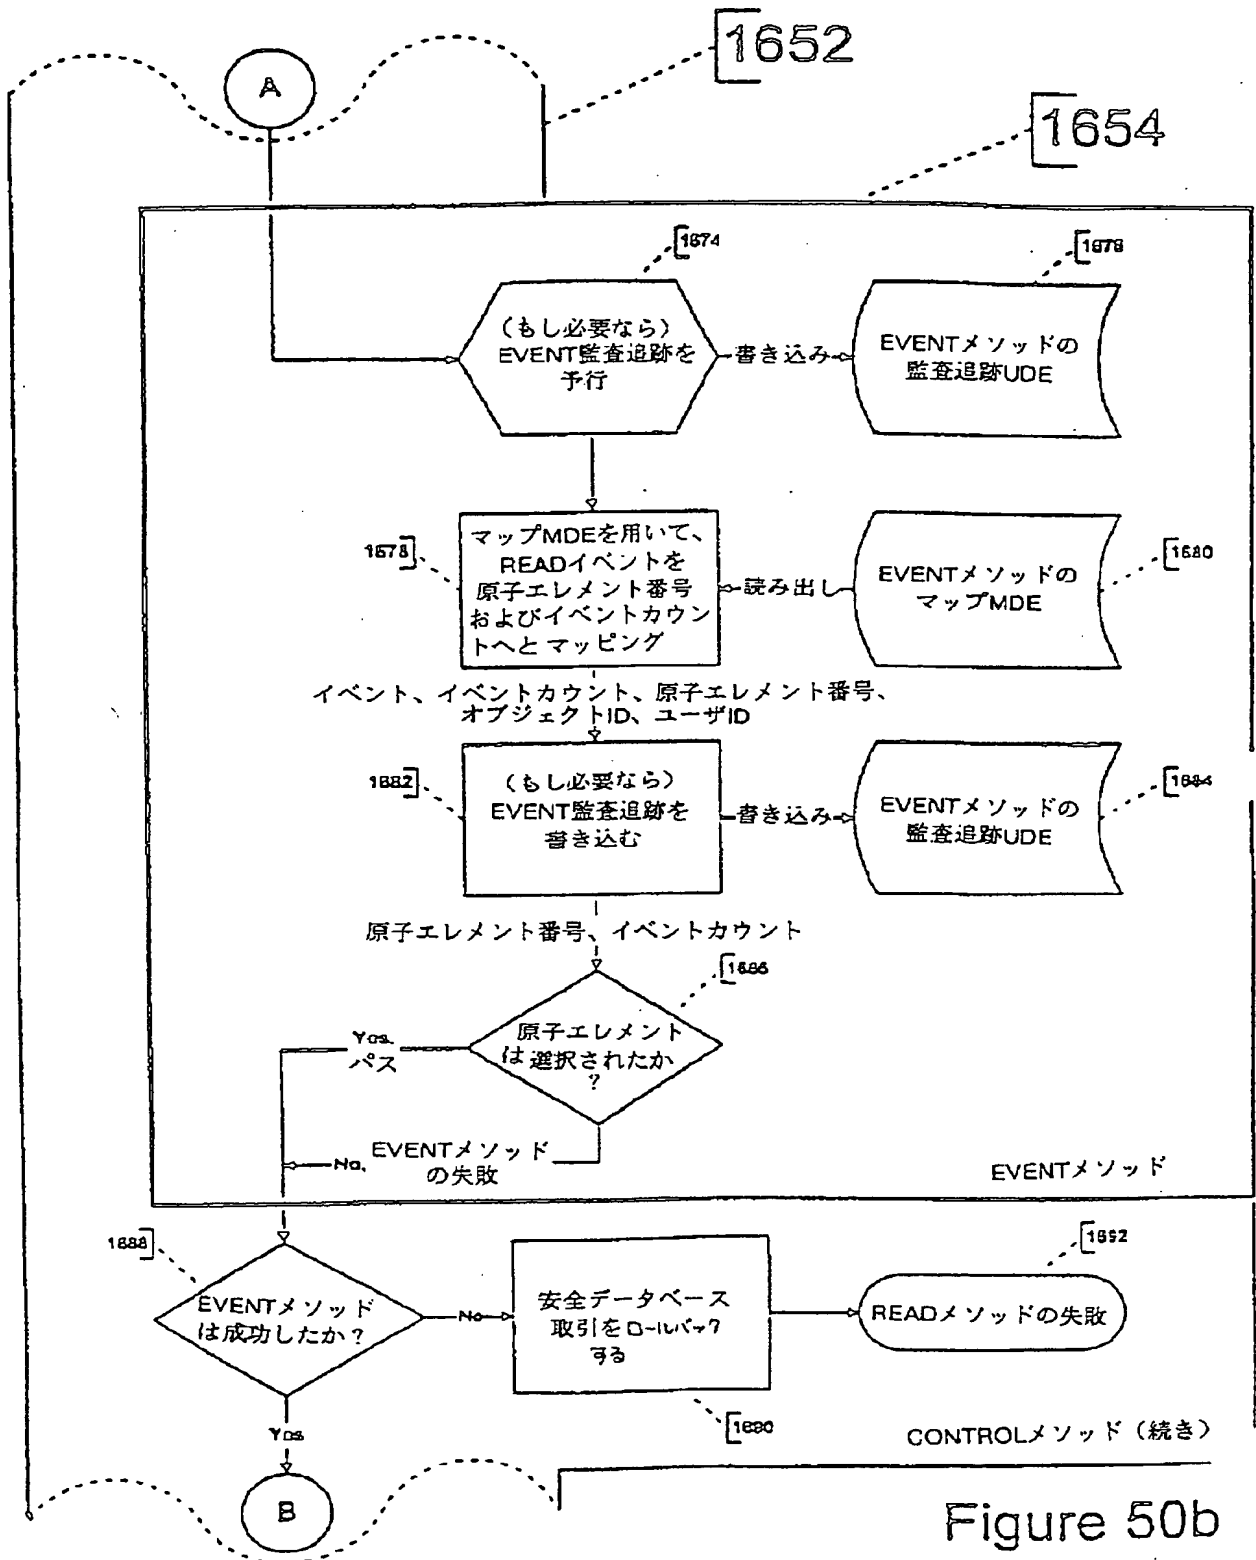 1652
A
1654
1674
1676
(もし必要なら)
EVENT監査追跡を
予行
書き込み
EVENTメソッドの
監査追跡UDE
1678
マップMDEを用いて、
READイベントを
原子エレメント番号
およびイベントカウン
トへと マッピング
読み出し
EVENTメソッドの
マップMDE
1680
イベント、イベントカウント、原子エレメント番号、
オブジェクトID、ユーザID
1682
(もし必要なら)
EVENT監査追跡を
書き込む
書き込み
EVENTメソッドの
監査追跡UDE
1684
原子エレメント番号、イベントカウント
1686
原子エレメント
は選択されたか
?
Yes
パス
No.
EVENTメソッド
の失敗
EVENTメソッド
1688
EVENTメソッド
は成功したか?
No
安全データベース
取引をロールバック
する
1692
READメソッドの失敗
1690
Yes
CONTROLメソッド(続き)
B
Figure 50b